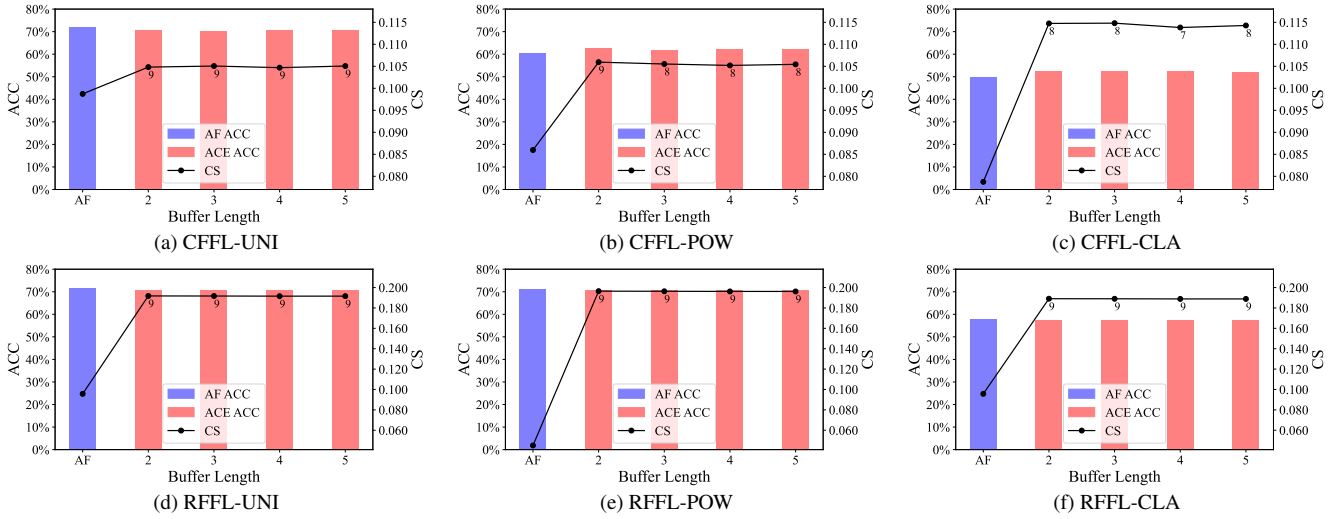 80%
70%
60%
50%
40%
30%
20%
10%
0%
ACC
0.115
0.110
0.105
0.100
0.095
0.090
0.085
0.080
CS
9
9
9
9
AF ACC
ACE ACC
CS
AF 2 3 4 5
Buffer Length
(a) CFFL-UNI
80%
70%
60%
50%
40%
30%
20%
10%
0%
ACC
0.115
0.110
0.105
0.100
0.095
0.090
0.085
0.080
CS
9
8
8
8
AF ACC
ACE ACC
CS
AF 2 3 4 5
Buffer Length
(b) CFFL-POW
80%
70%
60%
50%
40%
30%
20%
10%
0%
ACC
0.115
0.110
0.105
0.100
0.095
0.090
0.085
0.080
CS
8
8
7
8
AF ACC
ACE ACC
CS
AF 2 3 4 5
Buffer Length
(c) CFFL-CLA
80%
70%
60%
50%
40%
30%
20%
10%
0%
ACC
0.200
0.180
0.160
0.140
0.120
0.100
0.080
0.060
CS
9
9
9
9
AF ACC
ACE ACC
CS
AF 2 3 4 5
Buffer Length
(d) RFFL-UNI
80%
70%
60%
50%
40%
30%
20%
10%
0%
ACC
0.200
0.180
0.160
0.140
0.120
0.100
0.080
0.060
CS
9
9
9
9
AF ACC
ACE ACC
CS
AF 2 3 4 5
Buffer Length
(e) RFFL-POW
80%
70%
60%
50%
40%
30%
20%
10%
0%
ACC
0.200
0.180
0.160
0.140
0.120
0.100
0.080
0.060
CS
9
9
9
9
AF ACC
ACE ACC
CS
AF 2 3 4 5
Buffer Length
(f) RFFL-CLA